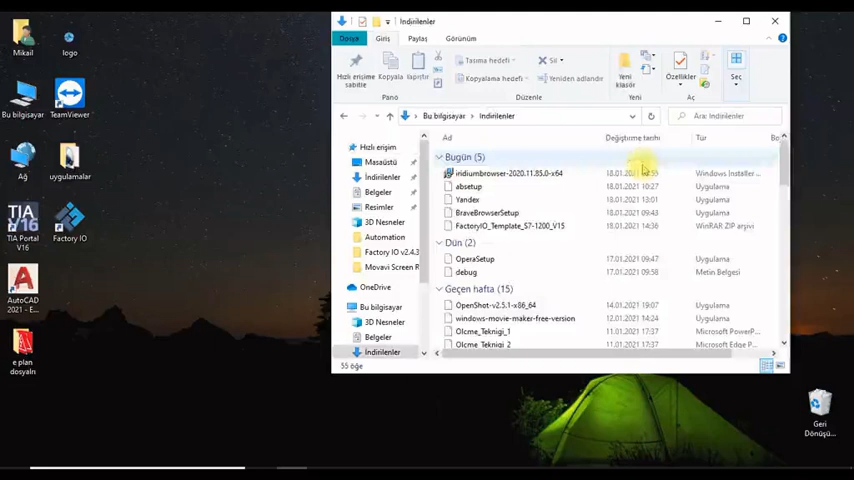 Mikail
logo
Bu bilgisayar
TeamViewer
Ağ
uygulamalar
TIA Portal
V16
Factory IO
AutoCAD
2021 - E...
e plan
dosyaln
Geri
Dönüşü...
İndirilenler
Dosya
Giriş
Paylaş
Görünüm
Hızlı erişime
sabitle
Kopyala
Yapıştır
Taşıma hedefi
Kopyalama hedefi
Sil
Yeniden adlandır
Yeni
klasör
Özellikler
Seç
Pano
Düzenle
Yeni
Aç
Bu bilgisayar
İndirilenler
Ara: İndirilenler
Hızlı erişim
Masaüstü
İndirilenler
Belgeler
Resimler
3D Nesneler
Automation
Factory IO v2.4.3
Movavi Screen R
OneDrive
Bu bilgisayar
3D Nesneler
Belgeler
İndirilenler
Ad
Değiştirme tarihi
Tür
Bo
Bugün (5)
iridiumbrowser-2020.11.85.0-x64
Windows Installer ...
absetup
18.01.2021 10:27
Uygulama
Yandex
18.01.2021 13:01
Uygulama
BraveBrowserSetup
18.01.2021 09:43
Uygulama
FactoryIO_Template_S7-1200_V15
18.01.2021 14:36
WinRAR ZIP arşivi
Dün (2)
OperaSetup
17.01.2021 09:47
Uygulama
debug
17.01.2021 09:58
Metin Belgesi
Geçen hafta (15)
OpenShot-v2.5.1-x86_64
14.01.2021 19:07
Uygulama
windows-movie-maker-free-version
12.01.2021 14:24
Uygulama
Olcme_Teknigi_1
11.01.2021 17:37
Microsoft PowerP...
Olcme_Teknigi_2
11.01.2021 17:37
Microsoft Edge P...
55 öğe